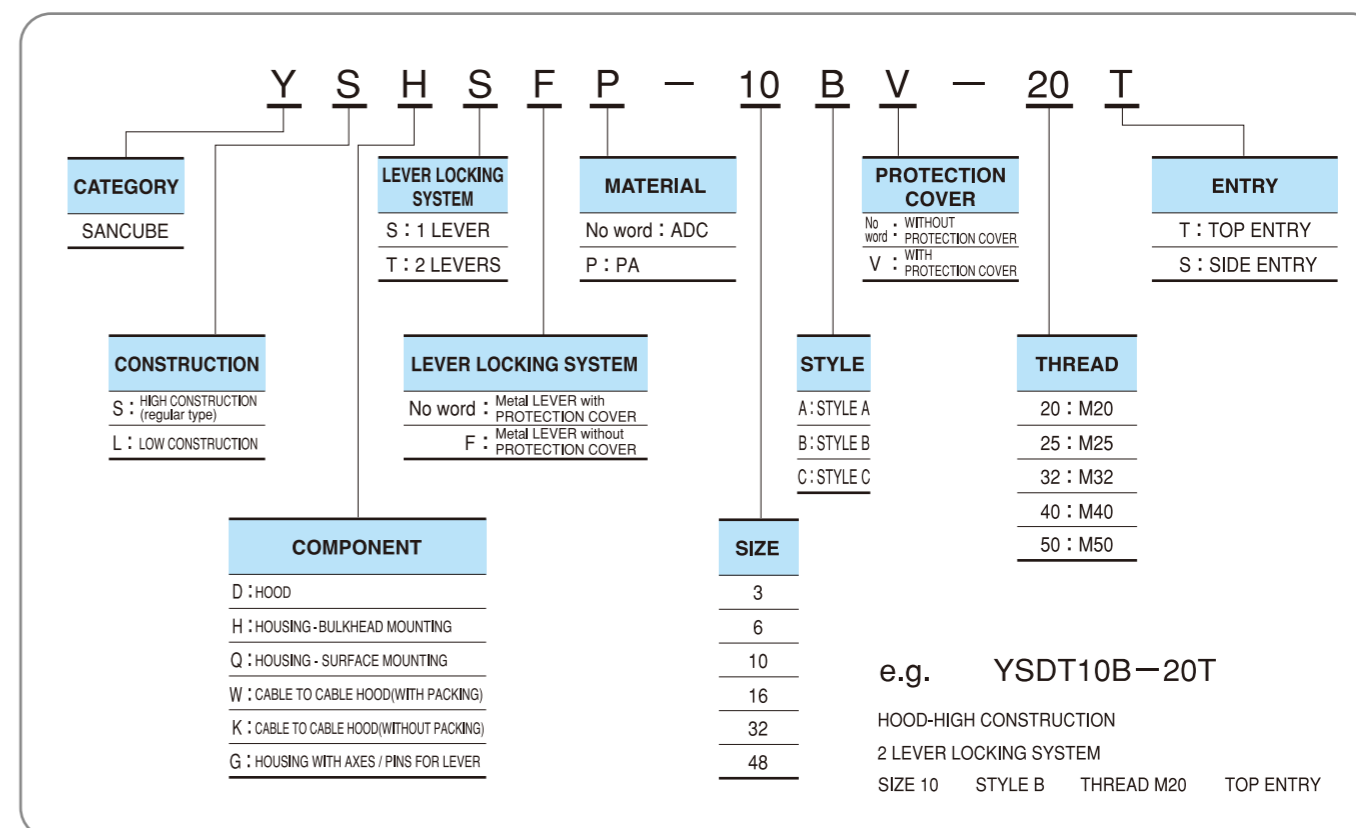 Y S H S F P － 10 B V － 20 T
CATEGORY
SANCUBE
LEVER LOCKING
SYSTEM
S：1 LEVER
T：2 LEVERS
MATERIAL
No word：ADC
P：PA
PROTECTION
COVER
No word：WITHOUT
PROTECTION COVER
V：WITH
PROTECTION COVER
ENTRY
T：TOP ENTRY
S：SIDE ENTRY
CONSTRUCTION
S：HIGH CONSTRUCTION
(regular type)
L：LOW CONSTRUCTION
LEVER LOCKING SYSTEM
No word：Metal LEVER with
PROTECTION COVER
F：Metal LEVER without
PROTECTION COVER
STYLE
A：STYLE A
B：STYLE B
C：STYLE C
THREAD
20：M20
25：M25
32：M32
40：M40
50：M50
COMPONENT
D：HOOD
H：HOUSING-BULKHEAD MOUNTING
Q：HOUSING - SURFACE MOUNTING
W：CABLE TO CABLE HOOD(WITH PACKING)
K：CABLE TO CABLE HOOD(WITHOUT PACKING)
G：HOUSING WITH AXES / PINS FOR LEVER
SIZE
3
6
10
16
32
48
e.g. YSDT10B－20T
HOOD-HIGH CONSTRUCTION
2 LEVER LOCKING SYSTEM
SIZE 10 STYLE B THREAD M20 TOP ENTRY